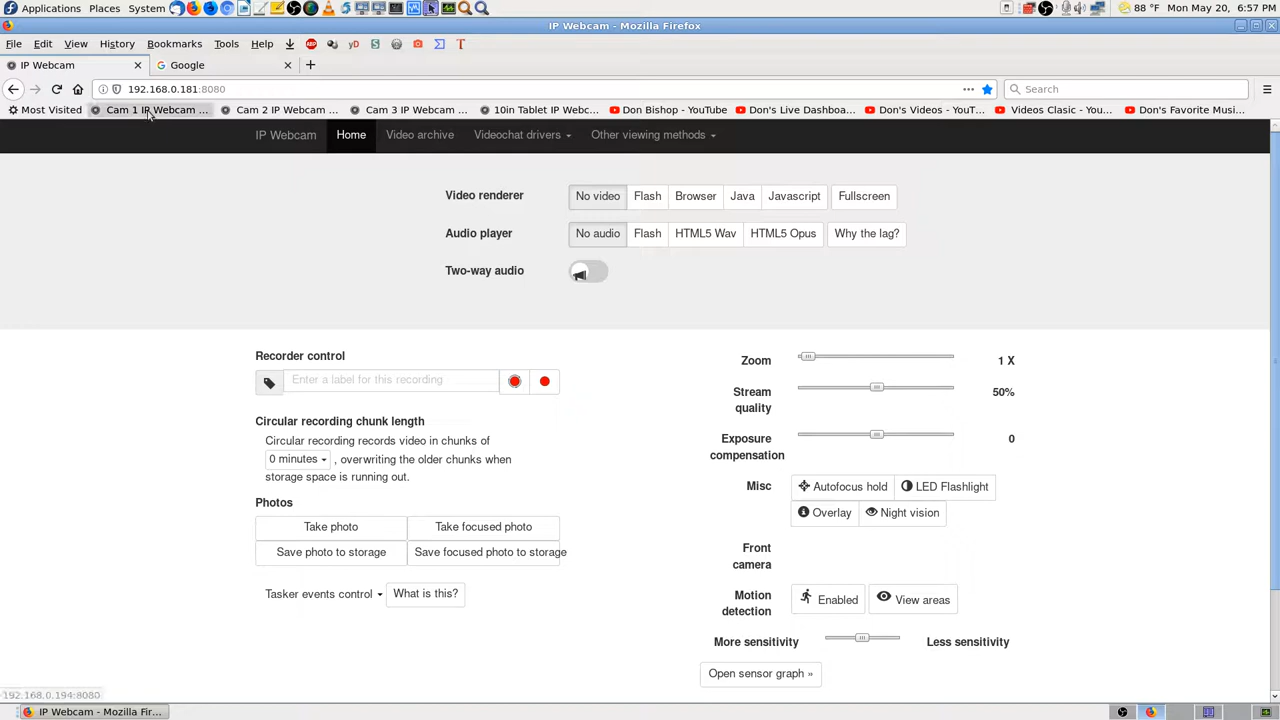 Applications Places System 88 °F Mon May 20, 6:57 PM
IP Webcam - Mozilla Firefox
File Edit View History Bookmarks Tools Help ABP yD S T
IP Webcam Google
192.168.0.181:8080 Search
Most Visited Cam 1 IP Webcam ... Cam 2 IP Webcam ... Cam 3 IP Webcam ... 10in Tablet IP Webc... Don Bishop - YouTube Don's Live Dashboa... Don's Videos - YouT... Videos Clasic - You... Don's Favorite Musi...
IP Webcam Home Video archive Videochat drivers Other viewing methods
Video renderer No video Flash Browser Java Javascript Fullscreen
Audio player No audio Flash HTML5 Wav HTML5 Opus Why the lag?
Two-way audio
Recorder control
Enter a label for this recording
Circular recording chunk length
Circular recording records video in chunks of
0 minutes , overwriting the older chunks when
storage space is running out.
Photos
Take photo Take focused photo
Save photo to storage Save focused photo to storage
Tasker events control What is this?
Zoom 1 X
Stream
quality 50%
Exposure
compensation 0
Misc Autofocus hold LED Flashlight
Overlay Night vision
Front
camera
Motion
detection Enabled View areas
More sensitivity Less sensitivity
Open sensor graph »
192.168.0.194:8080
IP Webcam - Mozilla Fir...